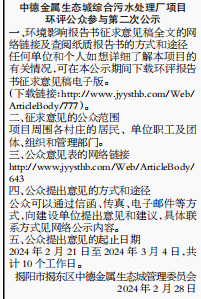 中德金属生态城综合污水处理厂项目
环评公众参与第二次公示
一、环境影响报告书征求意见稿全文的网
络链接及查阅纸质报告书的方式和途径
任何单位和个人如想详细了解本项目的
有关情况,可在本公示期间下载环评报告
书征求意见稿电子版。
(下载链接:http://www.jyysthb.com/Web/
ArticleBody/777)。
二、征求意见的公众范围
项目周围各村庄的居民、单位职工及团
体、组织和管理部门。
三、公众意见表的网络链接
http://www.jyysthb.com/Web/ArticleBody/
643
四、公众提出意见的方式和途径
公众可以通过信函、传真、电子邮件等方
式,向建设单位提出意见和建议,具体联
系方式见网络公示内容。
五、公众提出意见的起止日期
2024 年 2 月 21 日至 2024 年 3 月 4 日,共
计 10 个工作日。
揭阳市揭东区中德金属生态城管理委员会
2024 年 2 月 28 日